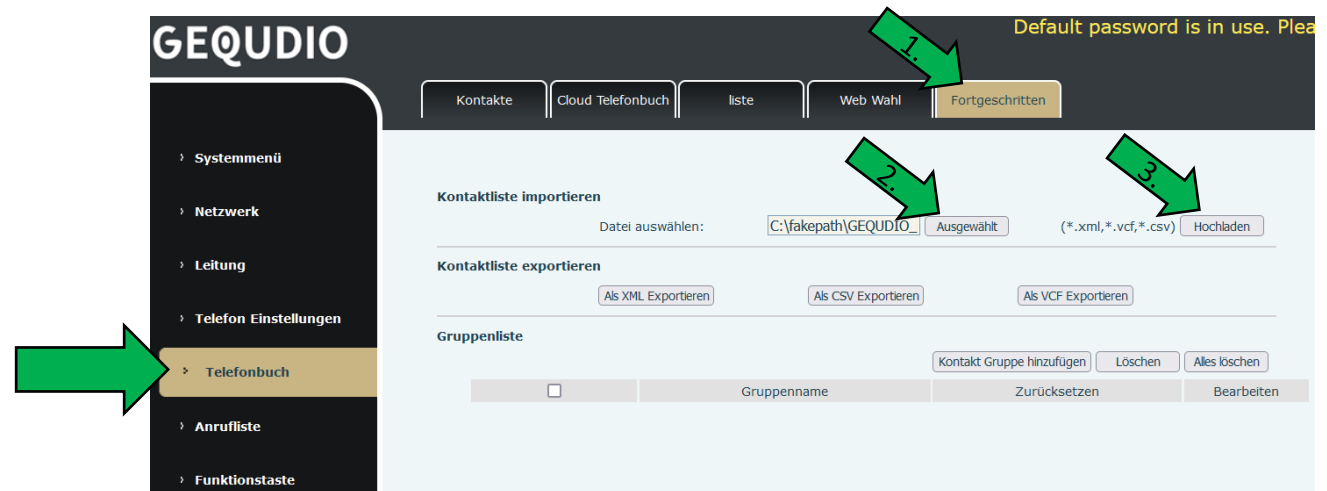 GEQUDIO
Default password is in use. Plea
1.
Kontakte
Cloud Telefonbuch
liste
Web Wahl
Fortgeschritten
Systemmenü
Netzwerk
Leitung
Telefon Einstellungen
Telefonbuch
Anrufliste
Funktionstaste
2.
3.
Kontaktliste importieren
Datei auswählen: C:\fakepath\GEQUDIO_ Ausgewählt (*.xml,*.vcf,*.csv) Hochladen
Kontaktliste exportieren
Als XML Exportieren Als CSV Exportieren Als VCF Exportieren
Gruppenliste
Kontakt Gruppe hinzufügen Löschen Alles löschen
Gruppenname Zurücksetzen Bearbeiten